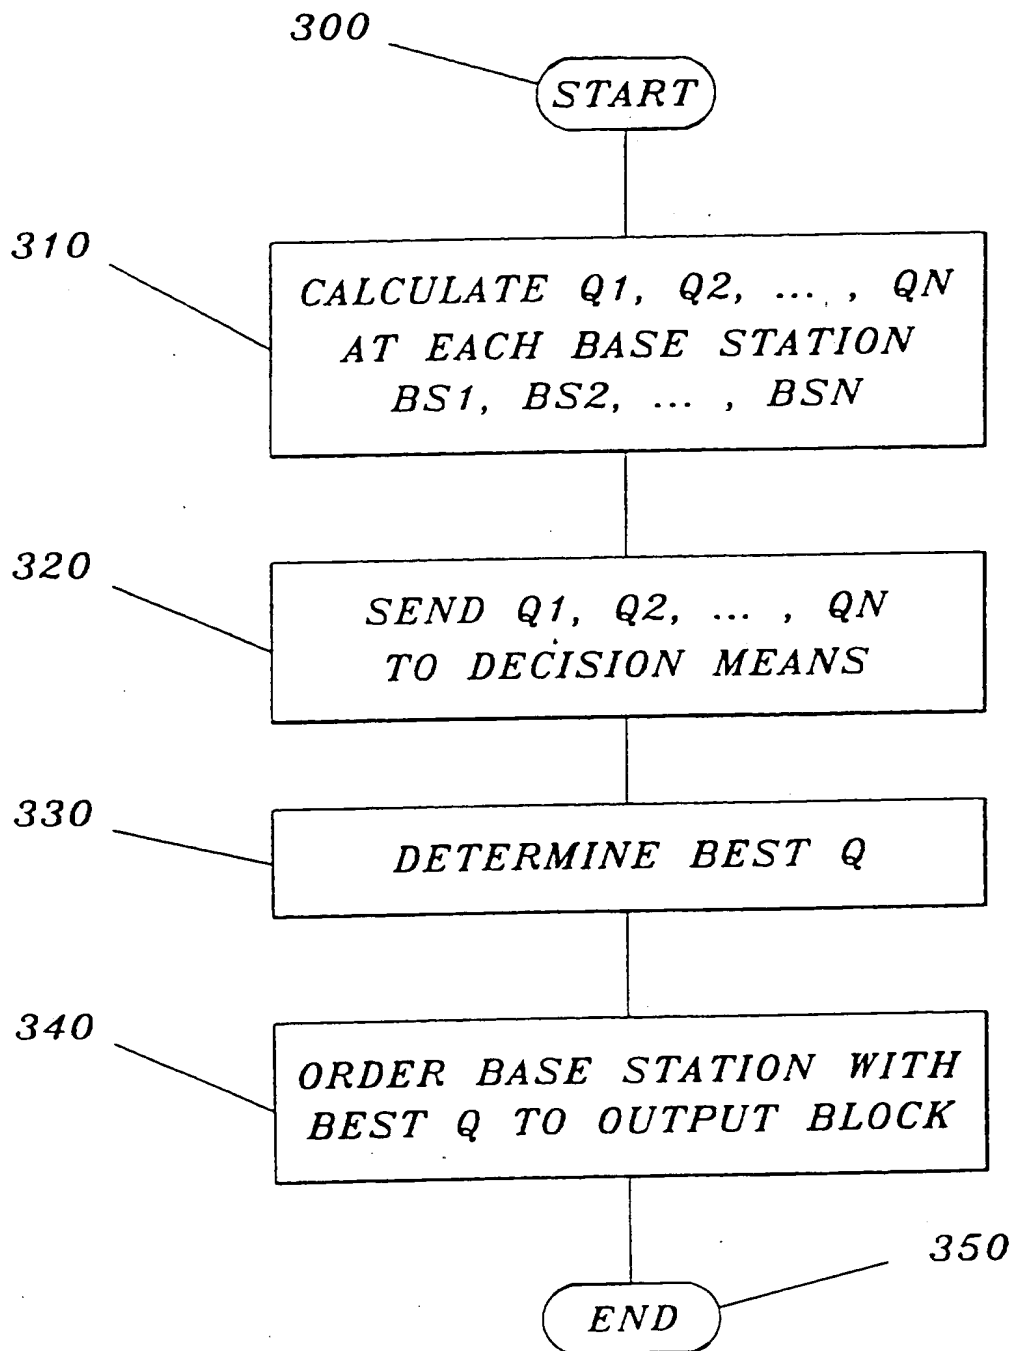 300
START
310
CALCULATE Q1, Q2, ... , QN
AT EACH BASE STATION
BS1, BS2, ... , BSN
320
SEND Q1, Q2, ... , QN
TO DECISION MEANS
330
DETERMINE BEST Q
340
ORDER BASE STATION WITH
BEST Q TO OUTPUT BLOCK
350
END